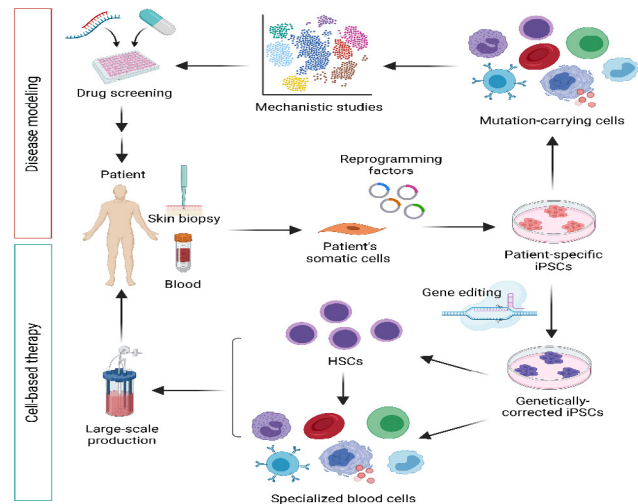 Disease modeling
Drug screening
Mechanistic studies
Mutation-carrying cells
Patient
Skin biopsy
Blood
Reprogramming
factors
Patient's
somatic cells
Patient-specific
iPSCs
Cell-based therapy
Gene editing
HSCs
Genetically-
corrected iPSCs
Large-scale
production
Specialized blood cells